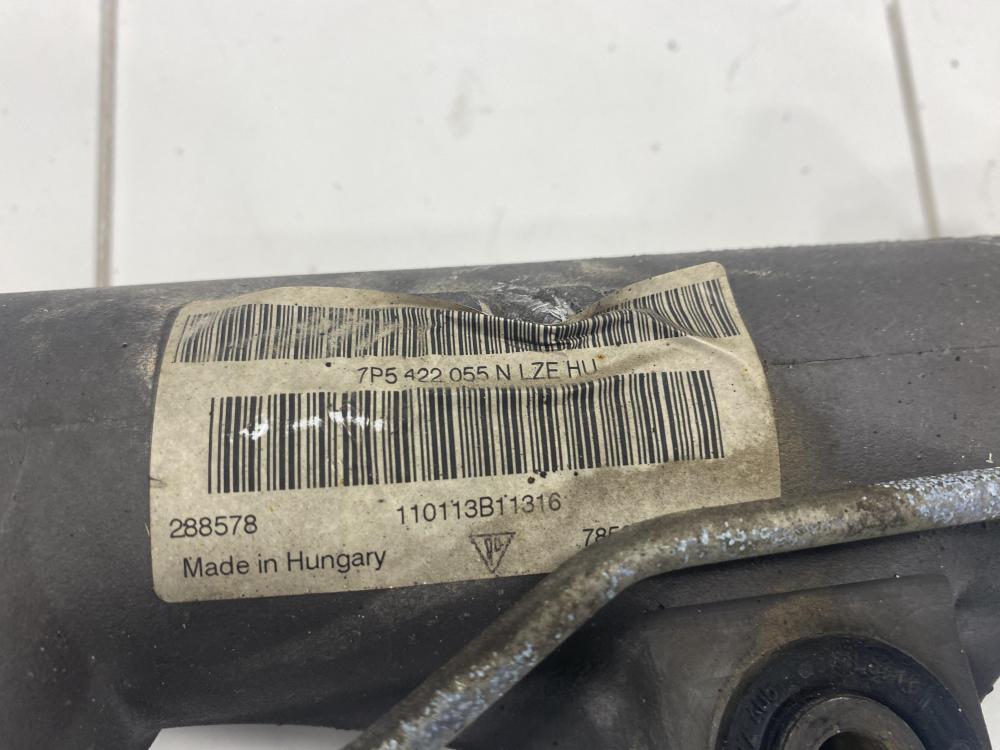 7P5 422 055 N LZE HU
110113B11316
288578
Made in Hungary